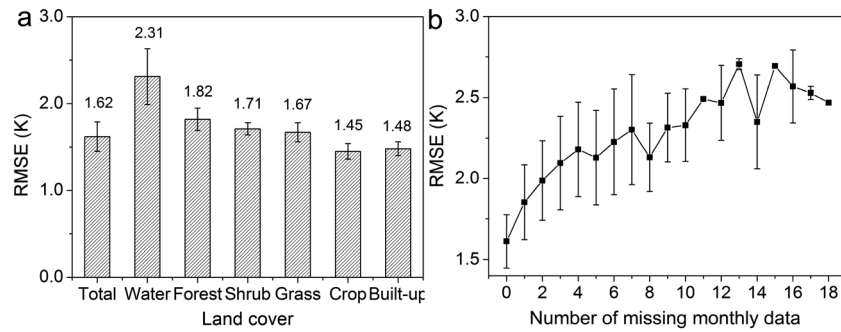 a
b
3.0
2.0
1.0
0.0
RMSE (K)
1.62
2.31
1.82
1.71
1.67
1.45
1.48
Total Water Forest Shrub Grass Crop Built-up
Land cover
3.0
2.5
2.0
1.5
RMSE (K)
0 2 4 6 8 10 12 14 16 18
Number of missing monthly data